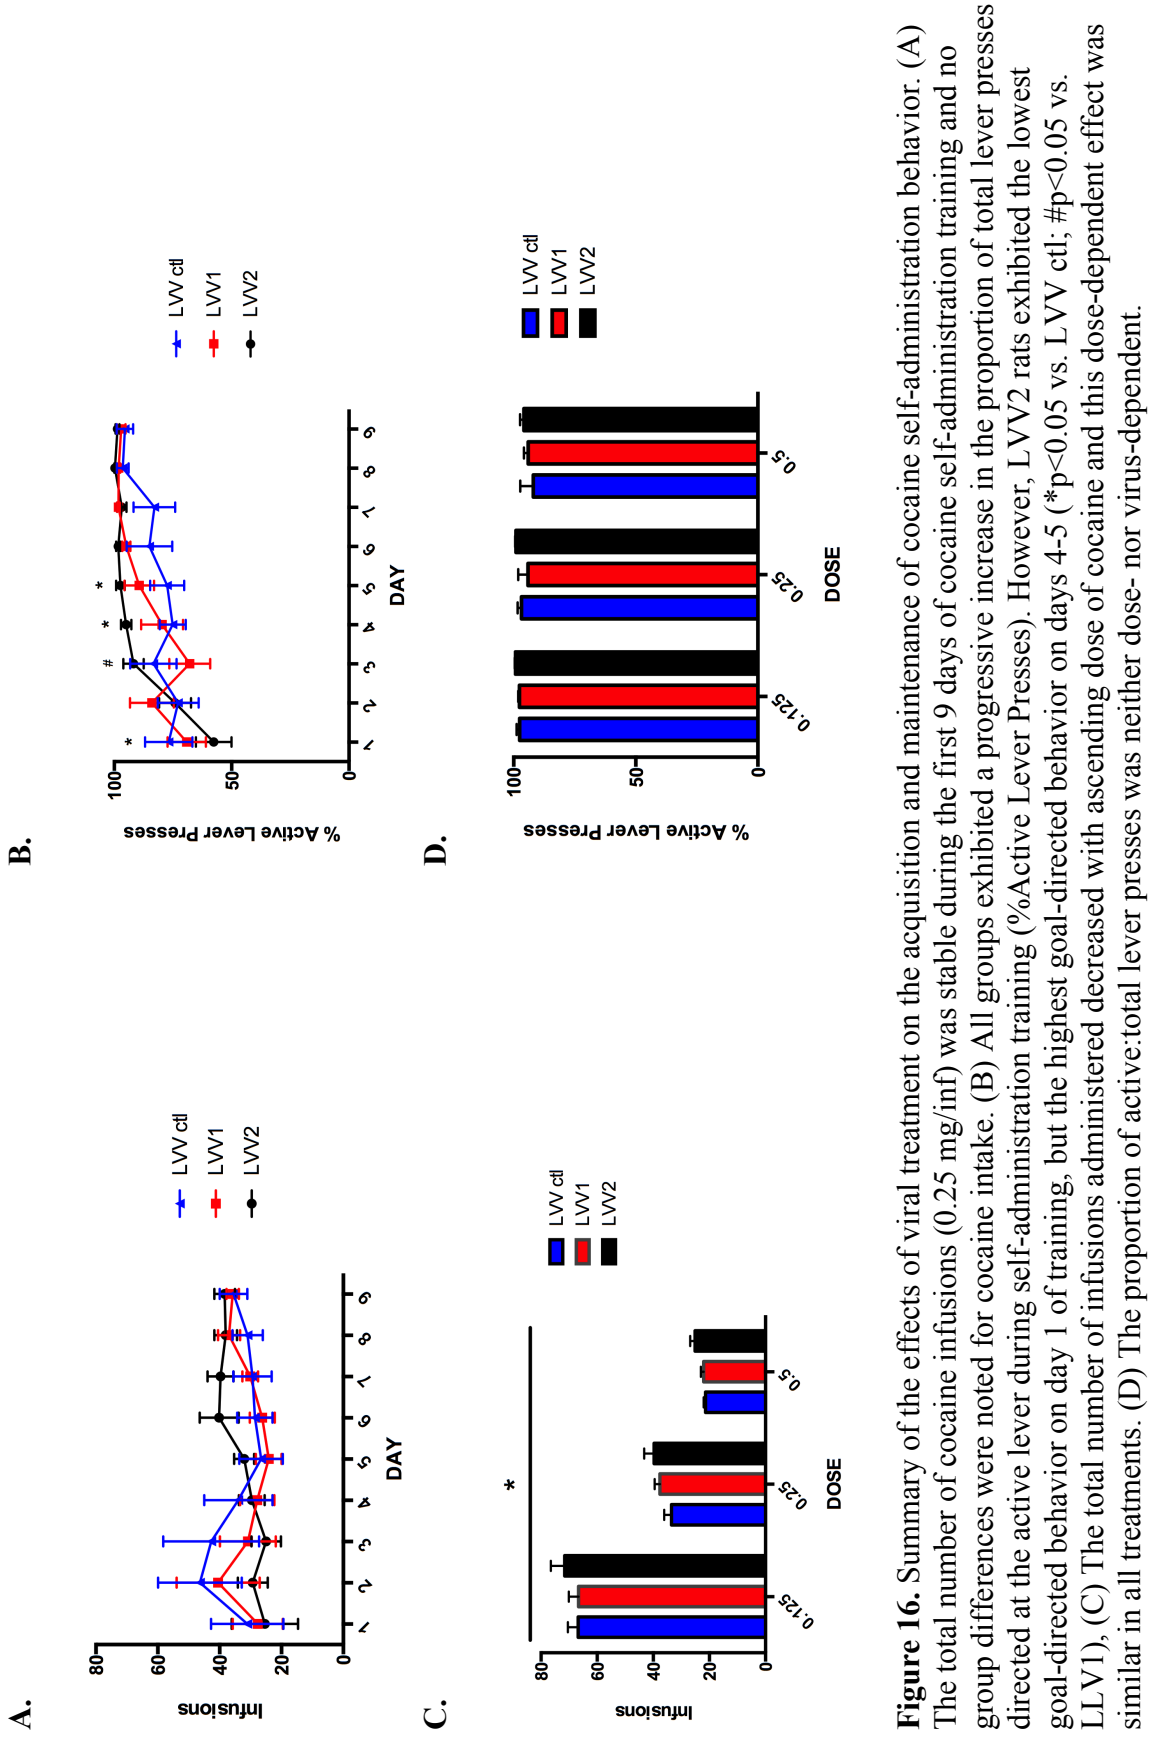 A.
Infusions
80
60
40
20
0
1 2 3 4 5 6 7 8 9
DAY
LVV ctl
LVV1
LVV2
B.
% Active Lever Presses
100
50
0
1 2 3 4 5 6 7 8 9
DAY
* # * *
LVV ctl
LVV1
LVV2
C.
Infusions
80
60
40
20
0
0.125 0.25 0.5
DOSE
*
LVV ctl
LVV1
LVV2
D.
% Active Lever Presses
100
50
0
0.125 0.25 0.5
DOSE
LVV ctl
LVV1
LVV2
Figure 16. Summary of the effects of viral treatment on the acquisition and maintenance of cocaine self-administration behavior. (A)
The total number of cocaine infusions (0.25 mg/inf) was stable during the first 9 days of cocaine self-administration training and no
group differences were noted for cocaine intake. (B) All groups exhibited a progressive increase in the proportion of total lever presses
directed at the active lever during self-administration training (%Active Lever Presses). However, LVV2 rats exhibited the lowest
goal-directed behavior on day 1 of training, but the highest goal-directed behavior on days 4-5 (*p<0.05 vs. LVV ctl; #p<0.05 vs.
LLV1), (C) The total number of infusions administered decreased with ascending dose of cocaine and this dose-dependent effect was
similar in all treatments. (D) The proportion of active:total lever presses was neither dose- nor virus-dependent.